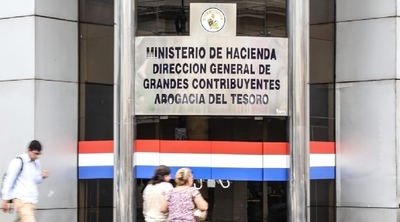 MINISTERIO DE HACIENDA
DIRECCION GENERAL DE
GRANDES CONTRIBUYENTES
ABOGACIA DEL TESORO